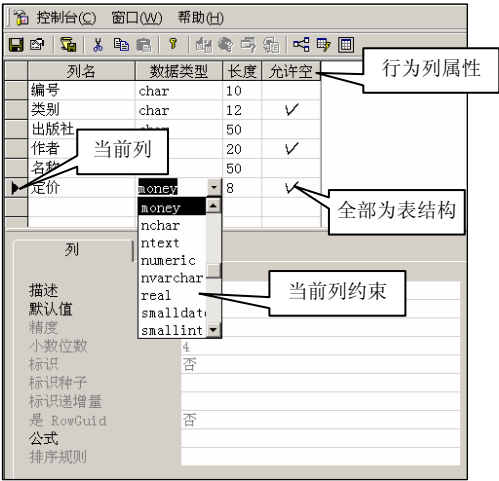 控制台(C) 窗口(W) 帮助(H)
列名 数据类型 长度 允许空
行为列属性
编号 char 10
类别 char 12
出版社 50
作者 20
当前列
50
定价 money 8
全部为表结构
money
nchar
ntext
numeric
nvarchar
real
smalldat
smallint
当前列约束
列
描述
默认值
精度
小数位数 4
标识 否
标识种子
标识递增量
是 RowGuid 否
公式
排序规则